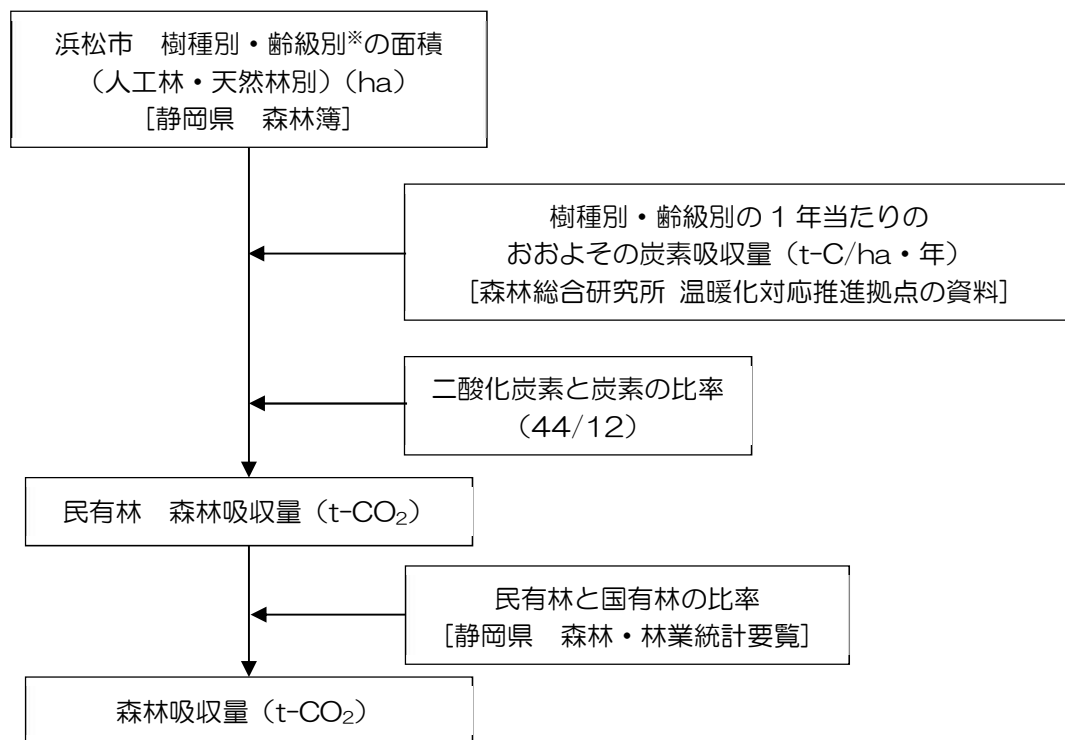 浜松市　樹種別・齢級別※の面積
（人工林・天然林別）（ha）
［静岡県　森林簿］
樹種別・齢級別の 1 年当たりの
おおよその炭素吸収量（t-C/ha・年）
［森林総合研究所 温暖化対応推進拠点の資料］
二酸化炭素と炭素の比率
（44/12）
民有林　森林吸収量（t-CO₂）
民有林と国有林の比率
［静岡県　森林・林業統計要覧］
森林吸収量（t-CO₂）